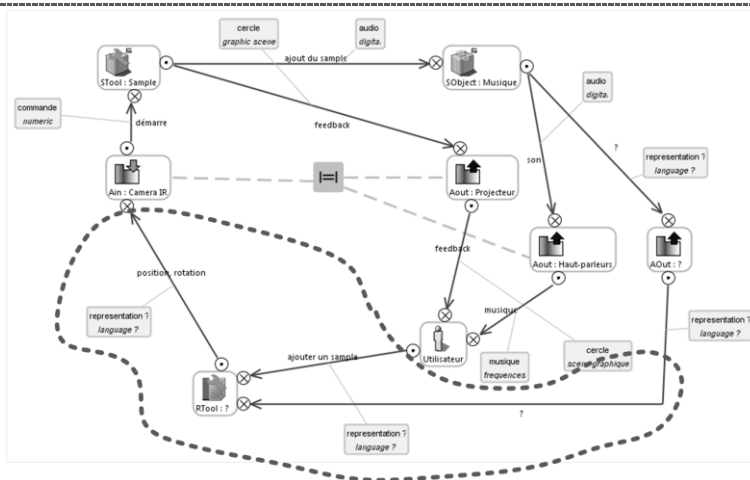 cercle
graphic scene
audio
digita.
S
STool : Sample
ajout du sample
S
SObject : Musique
commande
numeric
démarre
feedback
audio
digita.
son
?
representation ?
language ?
Ain : Camera IR
|=|
Aout : Projecteur
Aout : Haut-parleurs
AOut : ?
position, rotation
feedback
musique
representation ?
language ?
representation ?
language ?
Utilisateur
ajouter un sample
musique
frequences
cercle
scene graphique
RTool : ?
?
representation ?
language ?